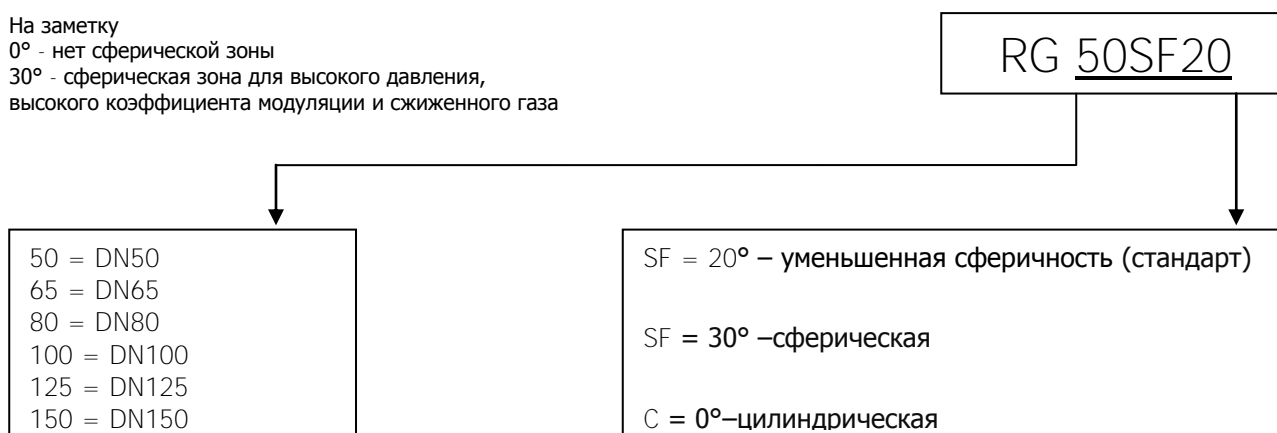 На заметку
0° - нет сферической зоны
30° - сферическая зона для высокого давления,
высокого коэффициента модуляции и сжиженного газа
RG 50SF20
50 = DN50
65 = DN65
80 = DN80
100 = DN100
125 = DN125
150 = DN150
SF = 20° – уменьшенная сферичность (стандарт)
SF = 30° –сферическая
C = 0°–цилиндрическая